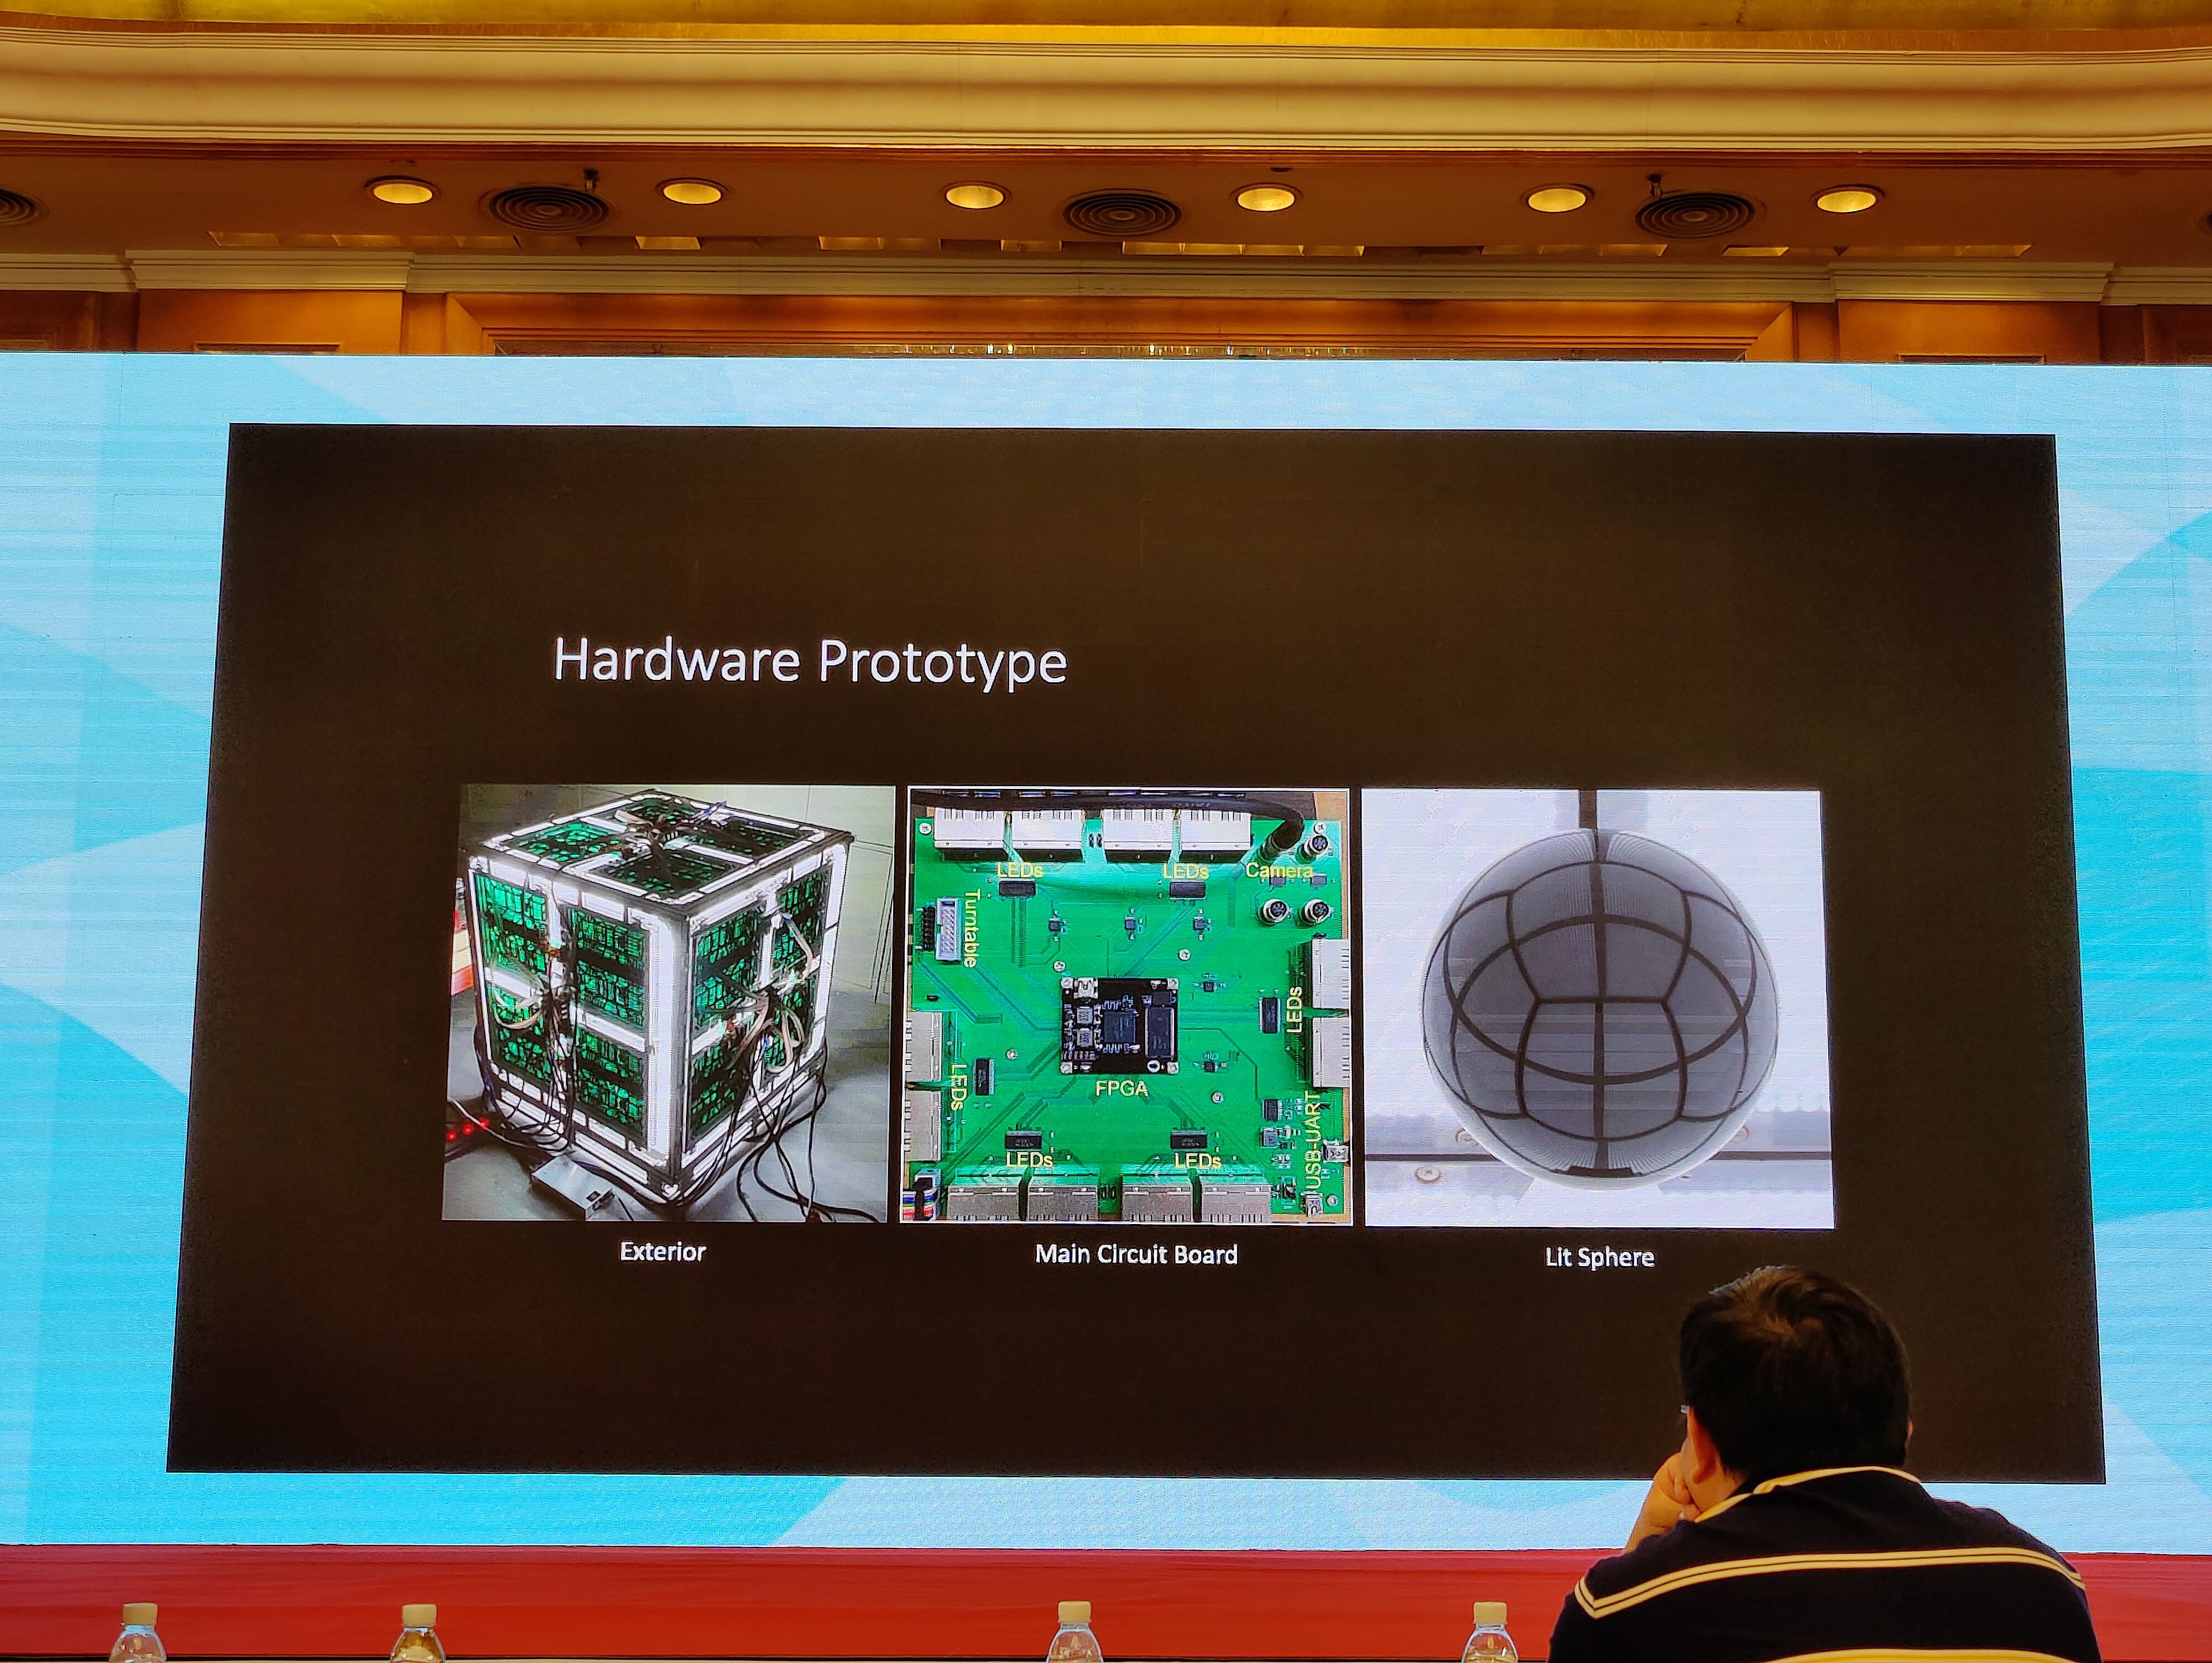 Hardware Prototype
LEDs
LEDs
Camera
Turntable
LEDs
FPGA
LEDs
USB-UART
LEDs
LEDs
Exterior
Main Circuit Board
Lit Sphere